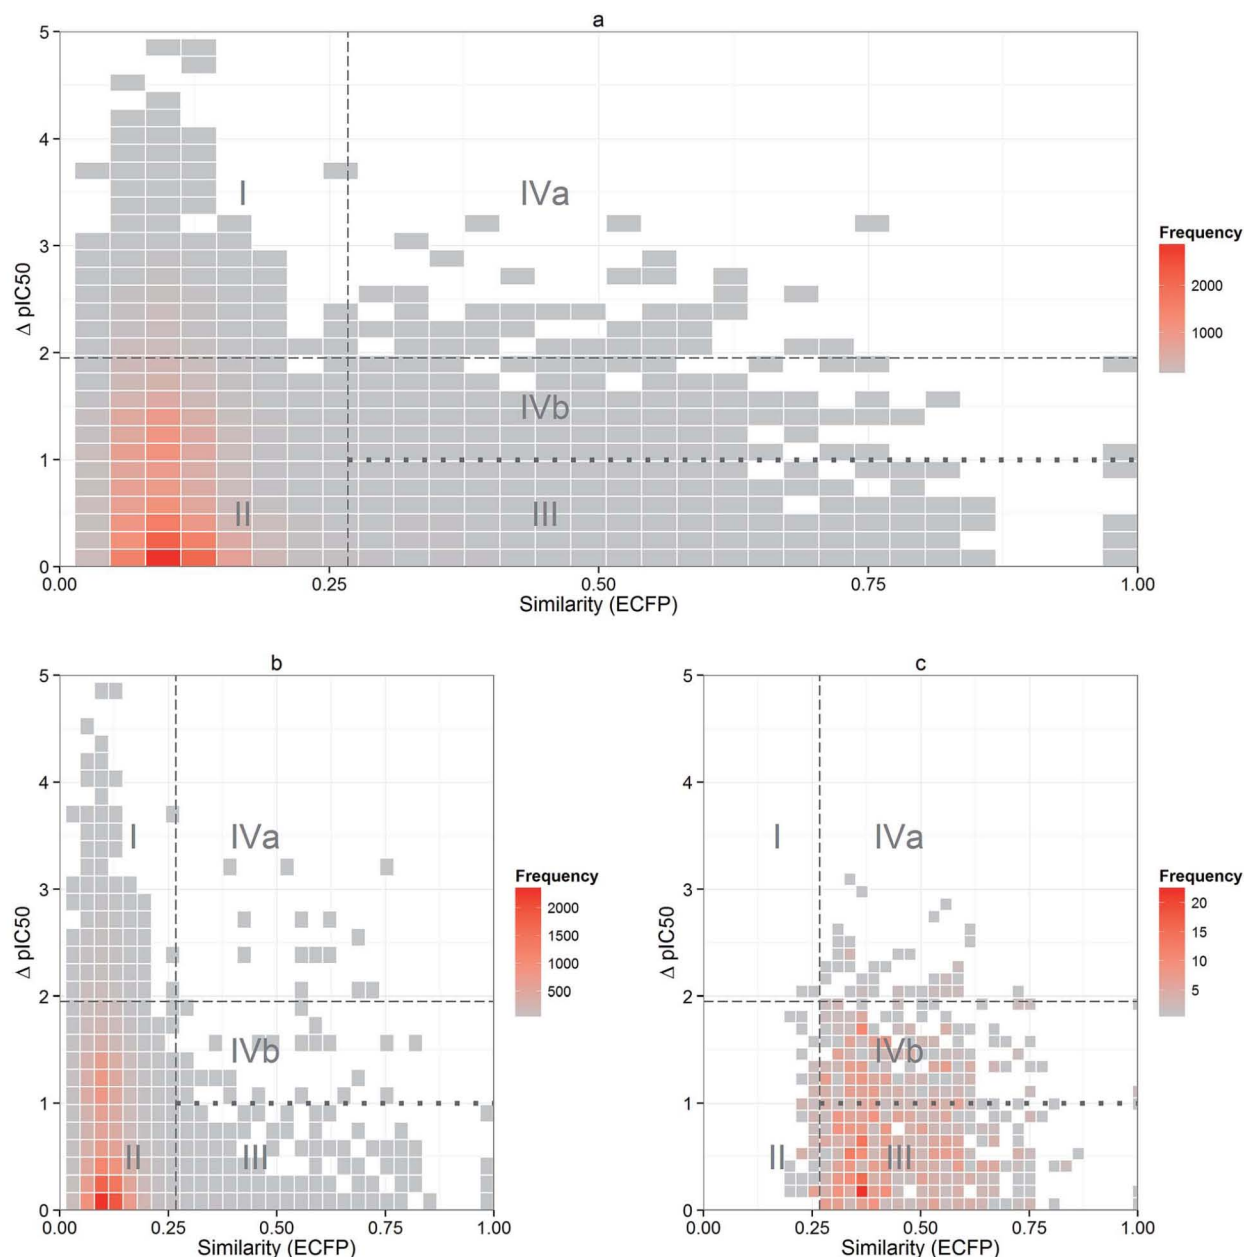 a
5
4
3
2
1
0
Δ pIC50
I
IVa
IVb
II
III
0.00
0.25
0.50
0.75
1.00
Similarity (ECFP)
Frequency
2000
1000
b
5
4
3
2
1
0
Δ pIC50
I
IVa
IVb
II
III
0.00
0.25
0.50
0.75
1.00
Similarity (ECFP)
Frequency
2000
1500
1000
500
c
5
4
3
2
1
0
Δ pIC50
I
IVa
IVb
II
III
0.00
0.25
0.50
0.75
1.00
Similarity (ECFP)
Frequency
20
15
10
5